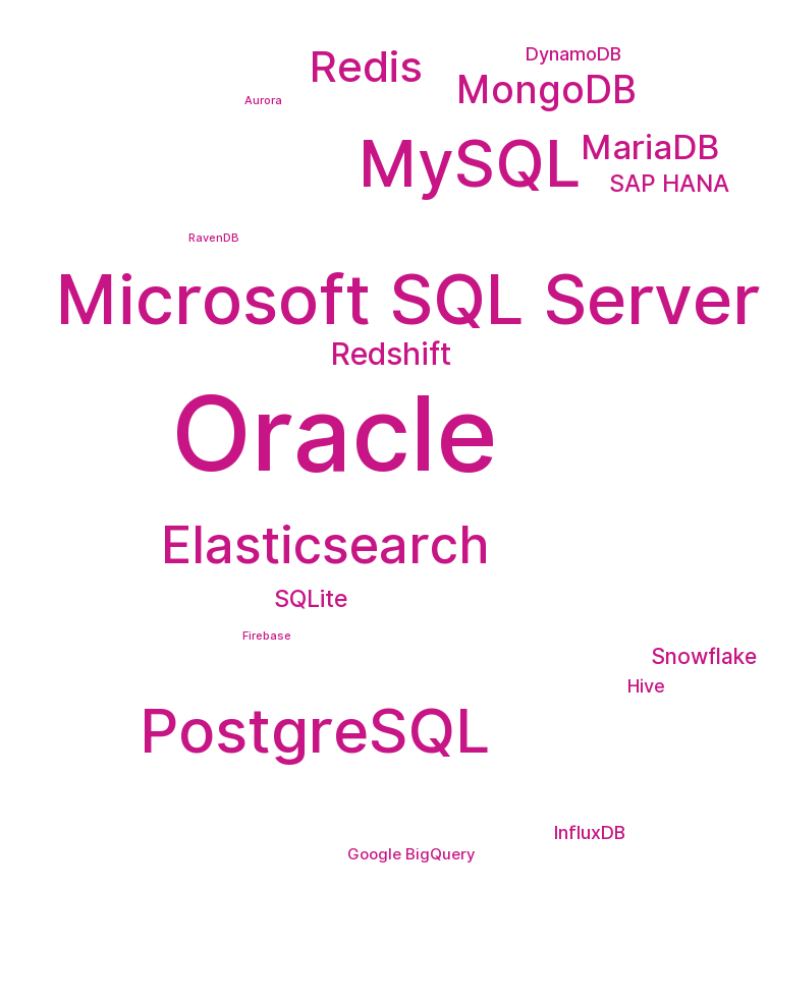 DynamoDB
Redis
MongoDB
Aurora
MariaDB
MySQL
SAP HANA
RavenDB
Microsoft SQL Server
Redshift
Oracle
Elasticsearch
SQLite
Firebase
Snowflake
Hive
PostgreSQL
InfluxDB
Google BigQuery